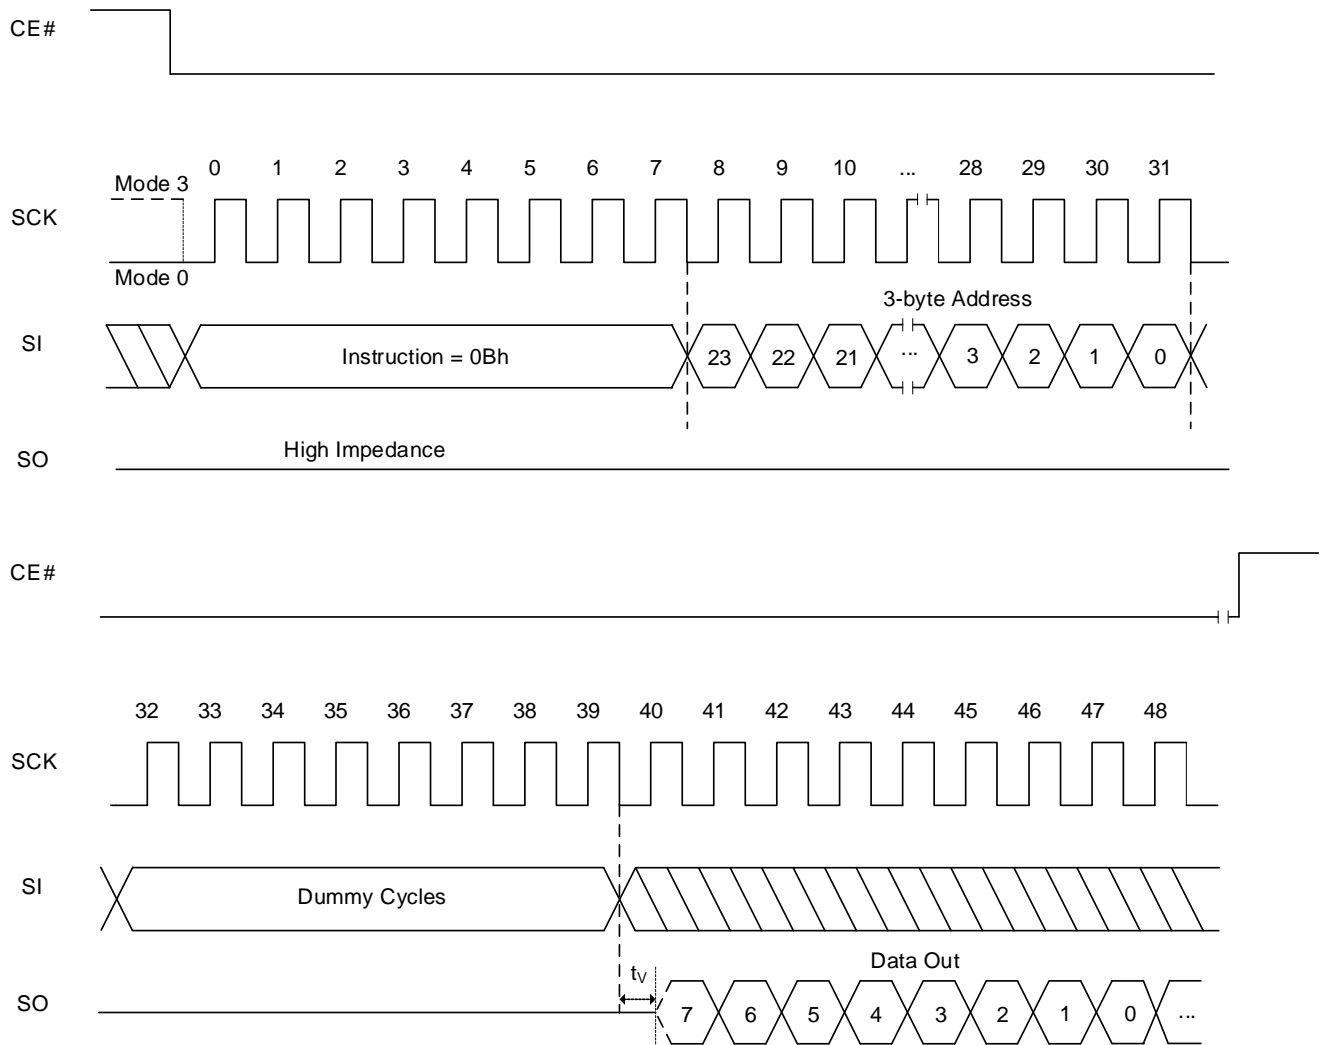 CE#
0 1 2 3 4 5 6 7 8 9 10 ... 28 29 30 31
Mode 3
SCK
Mode 0
3-byte Address
SI
Instruction = 0Bh
23 22 21 ... 3 2 1 0
High Impedance
SO
CE#
32 33 34 35 36 37 38 39 40 41 42 43 44 45 46 47 48
SCK
SI
Dummy Cycles
Data Out
tV
SO
7 6 5 4 3 2 1 0 ...